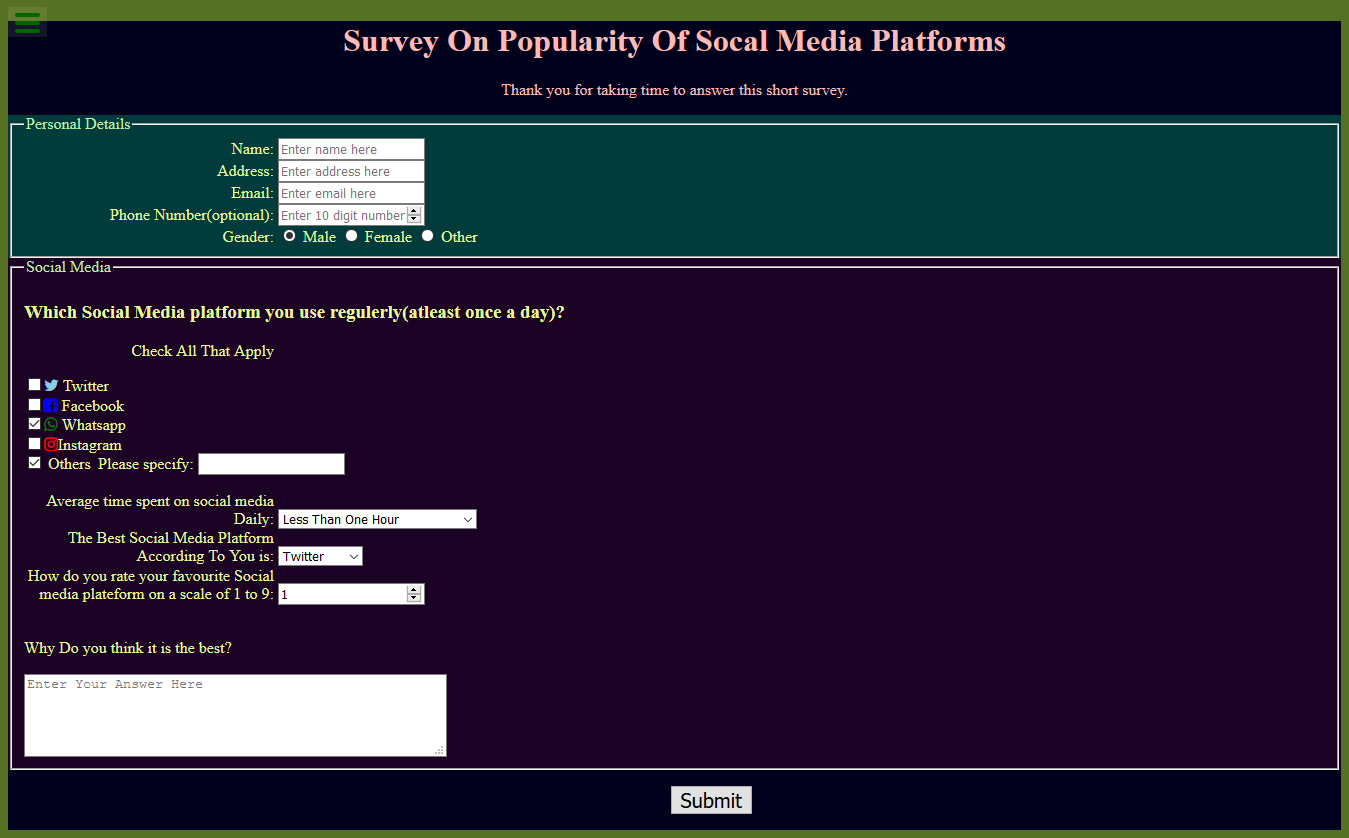 Survey On Popularity Of Socal Media Platforms
Thank you for taking time to answer this short survey.
Personal Details
Name: Enter name here
Address: Enter address here
Email: Enter email here
Phone Number(optional): Enter 10 digit number
Gender: Male Female Other
Social Media
Which Social Media platform you use regulerly(atleast once a day)?
Check All That Apply
Twitter
Facebook
Whatsapp
Instagram
Others Please specify:
Average time spent on social media
Daily: Less Than One Hour
The Best Social Media Platform
According To You is: Twitter
How do you rate your favourite Social
media plateform on a scale of 1 to 9: 1
Why Do you think it is the best?
Enter Your Answer Here
Submit